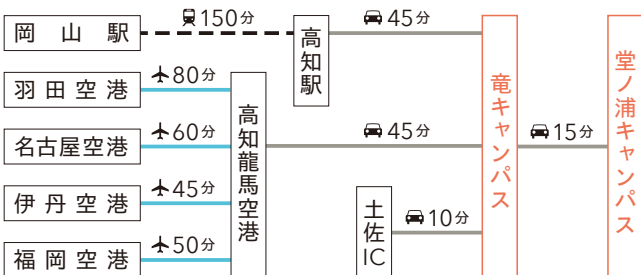 岡山駅
150分
高知駅
45分
羽田空港
80分
名古屋空港
60分
伊丹空港
45分
福岡空港
50分
高知龍馬空港
45分
土佐IC
10分
竜キャンパス
15分
堂ノ浦キャンパス